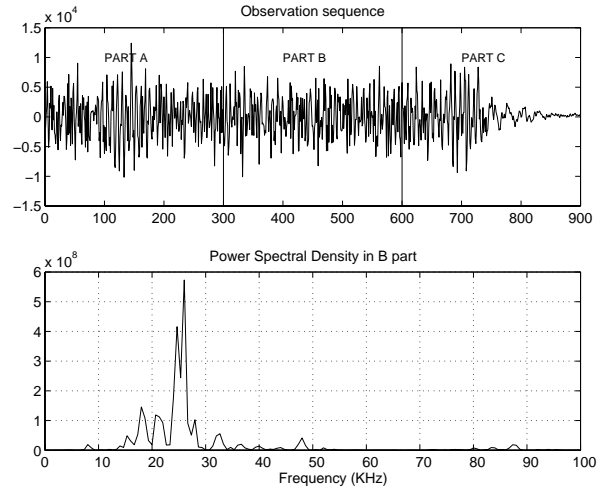 Observation sequence
x 10^4
1.5
1
0.5
0
−0.5
−1
−1.5
PART A
PART B
PART C
0 100 200 300 400 500 600 700 800 900
Power Spectral Density in B part
x 10^8
6
5
4
3
2
1
0
0 10 20 30 40 50 60 70 80 90 100
Frequency (KHz)